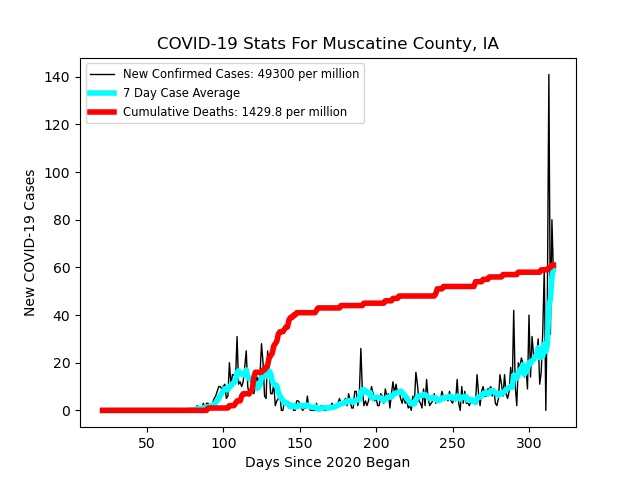 COVID-19 Stats For Muscatine County, IA
New Confirmed Cases: 49300 per million
7 Day Case Average
Cumulative Deaths: 1429.8 per million
New COVID-19 Cases
140
120
100
80
60
40
20
0
50 100 150 200 250 300
Days Since 2020 Began